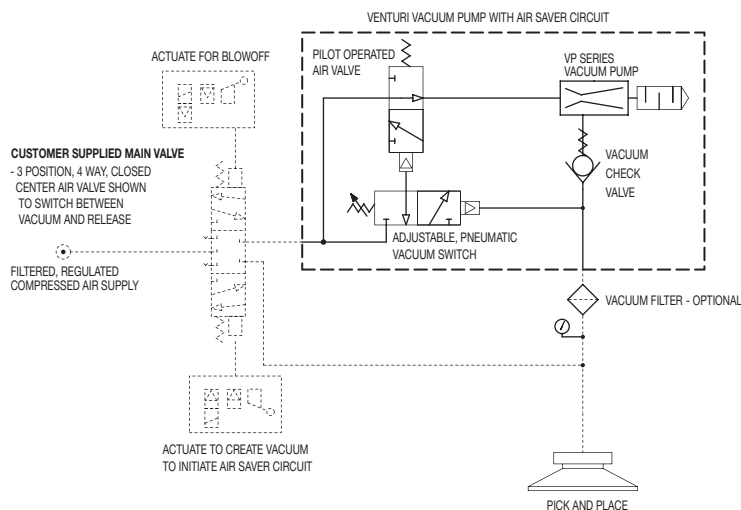 VENTURI VACUUM PUMP WITH AIR SAVER CIRCUIT
ACTUATE FOR BLOWOFF
PILOT OPERATED
AIR VALVE
VP SERIES
VACUUM PUMP
CUSTOMER SUPPLIED MAIN VALVE
- 3 POSITION, 4 WAY, CLOSED
CENTER AIR VALVE SHOWN
TO SWITCH BETWEEN
VACUUM AND RELEASE
VACUUM
CHECK
VALVE
ADJUSTABLE, PNEUMATIC
VACUUM SWITCH
FILTERED, REGULATED
COMPRESSED AIR SUPPLY
VACUUM FILTER - OPTIONAL
ACTUATE TO CREATE VACUUM
TO INITIATE AIR SAVER CIRCUIT
PICK AND PLACE